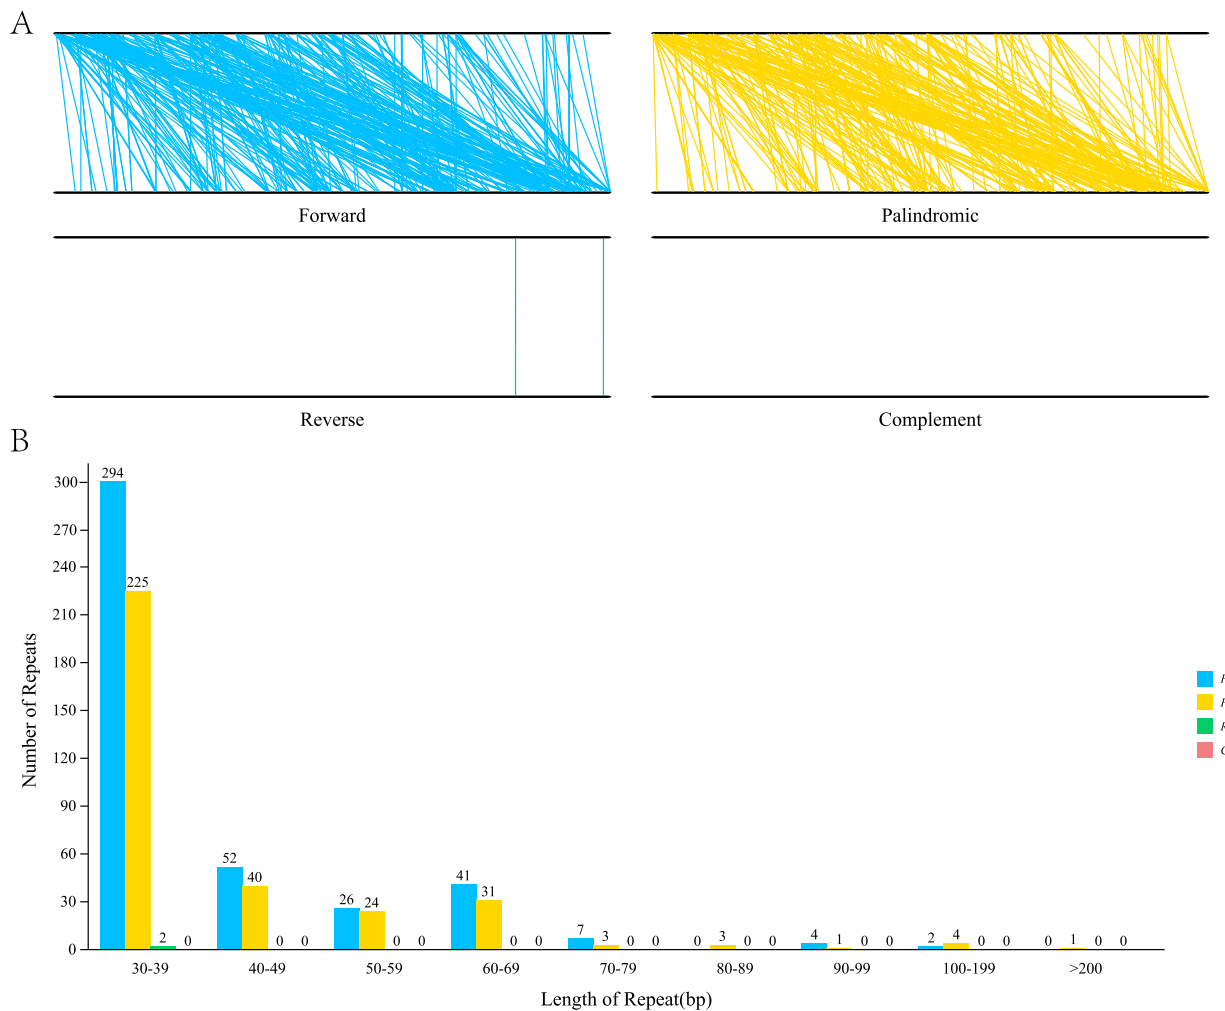 A
Forward
Palindromic
Reverse
Complement
B
Number of Repeats
300
270
240
210
180
150
120
90
60
30
0
294 225 2 0
52 40 0 0
26 24 0 0
41 31 0 0
7 3 0 0
0 3 0 0
4 1 0 0
2 4 0 0
0 1 0 0
30-39 40-49 50-59 60-69 70-79 80-89 90-99 100-199 >200
Length of Repeat(bp)